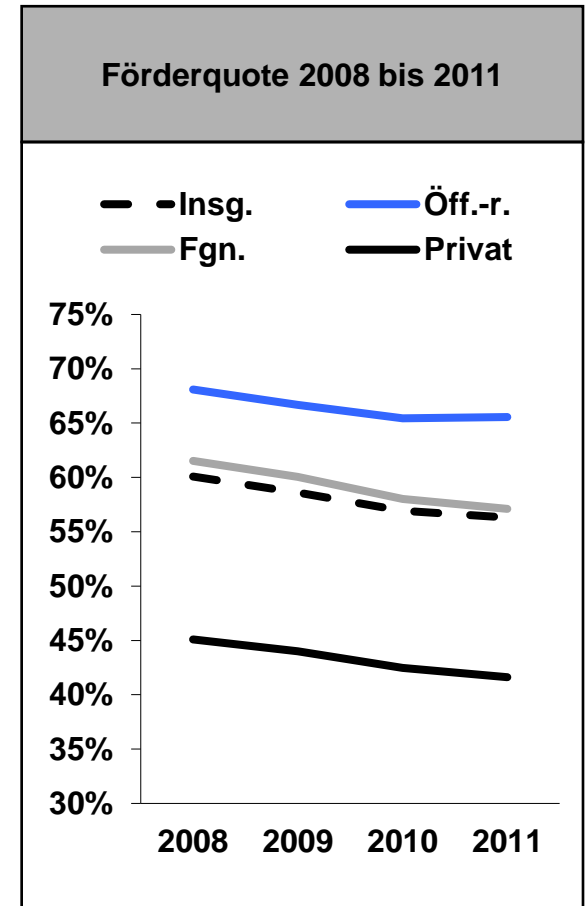 Förderquote 2008 bis 2011
Insg. Öff.-r.
Fgn. Privat
75%
70%
65%
60%
55%
50%
45%
40%
35%
30%
2008 2009 2010 2011